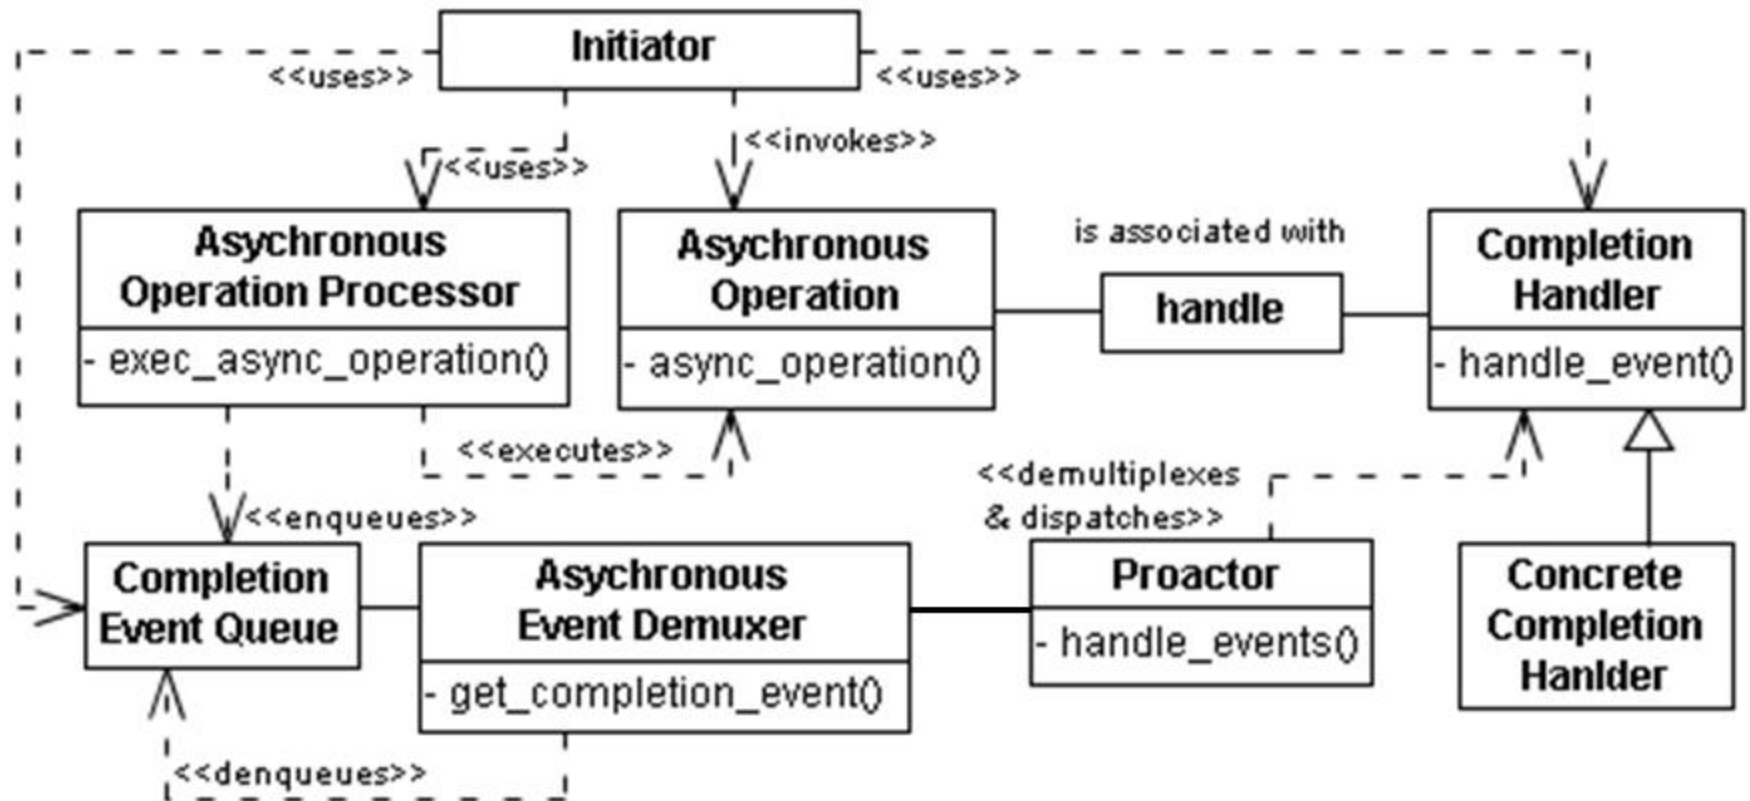 Initiator
<<uses>>
<<uses>>
<<invokes>>
<<uses>>
Asychronous
Operation Processor
- exec_async_operation()
Asychronous
Operation
- async_operation()
is associated with
handle
Completion
Handler
- handle_event()
<<executes>>
<<demultiplexes
& dispatches>>
<<enqueues>>
Completion
Event Queue
Asychronous
Event Demuxer
- get_completion_event()
Proactor
- handle_events()
Concrete
Completion
Hanlder
<<denqueues>>